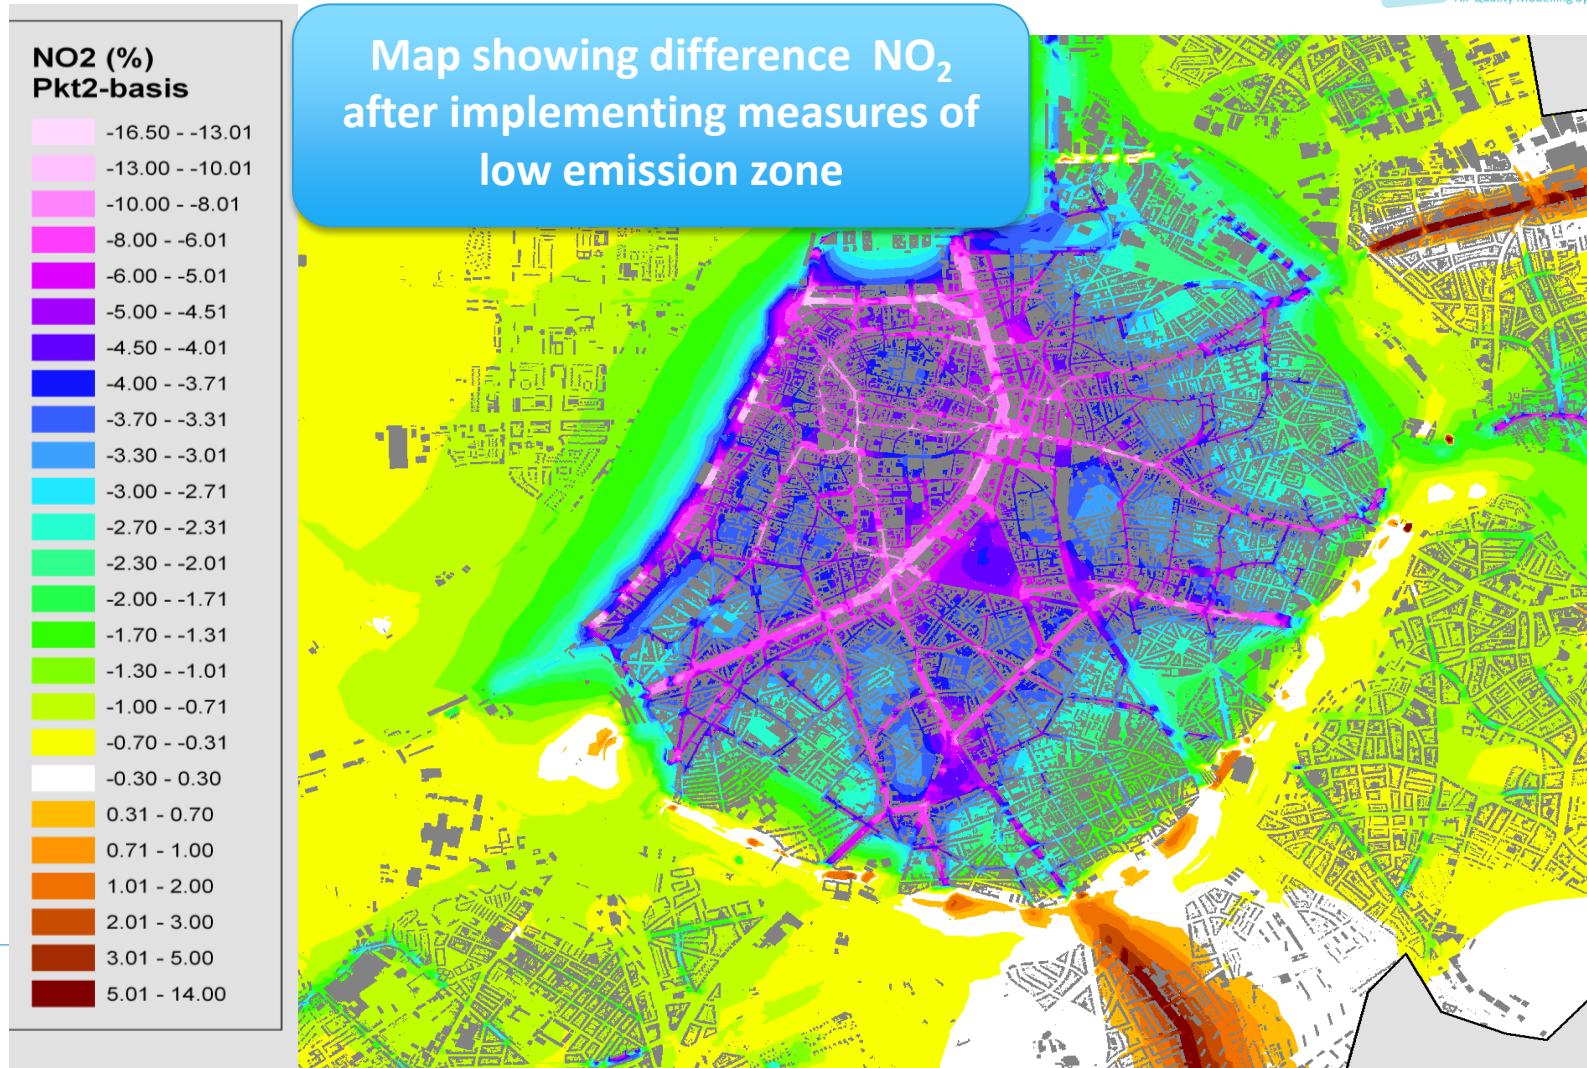 Air Quality Modelling
Map showing difference NO₂
after implementing measures of
low emission zone
NO2 (%)
Pkt2-basis
-16.50 - -13.01
-13.00 - -10.01
-10.00 - -8.01
-8.00 - -6.01
-6.00 - -5.01
-5.00 - -4.51
-4.50 - -4.01
-4.00 - -3.71
-3.70 - -3.31
-3.30 - -3.01
-3.00 - -2.71
-2.70 - -2.31
-2.30 - -2.01
-2.00 - -1.71
-1.70 - -1.31
-1.30 - -1.01
-1.00 - -0.71
-0.70 - -0.31
-0.30 - 0.30
0.31 - 0.70
0.71 - 1.00
1.01 - 2.00
2.01 - 3.00
3.01 - 5.00
5.01 - 14.00